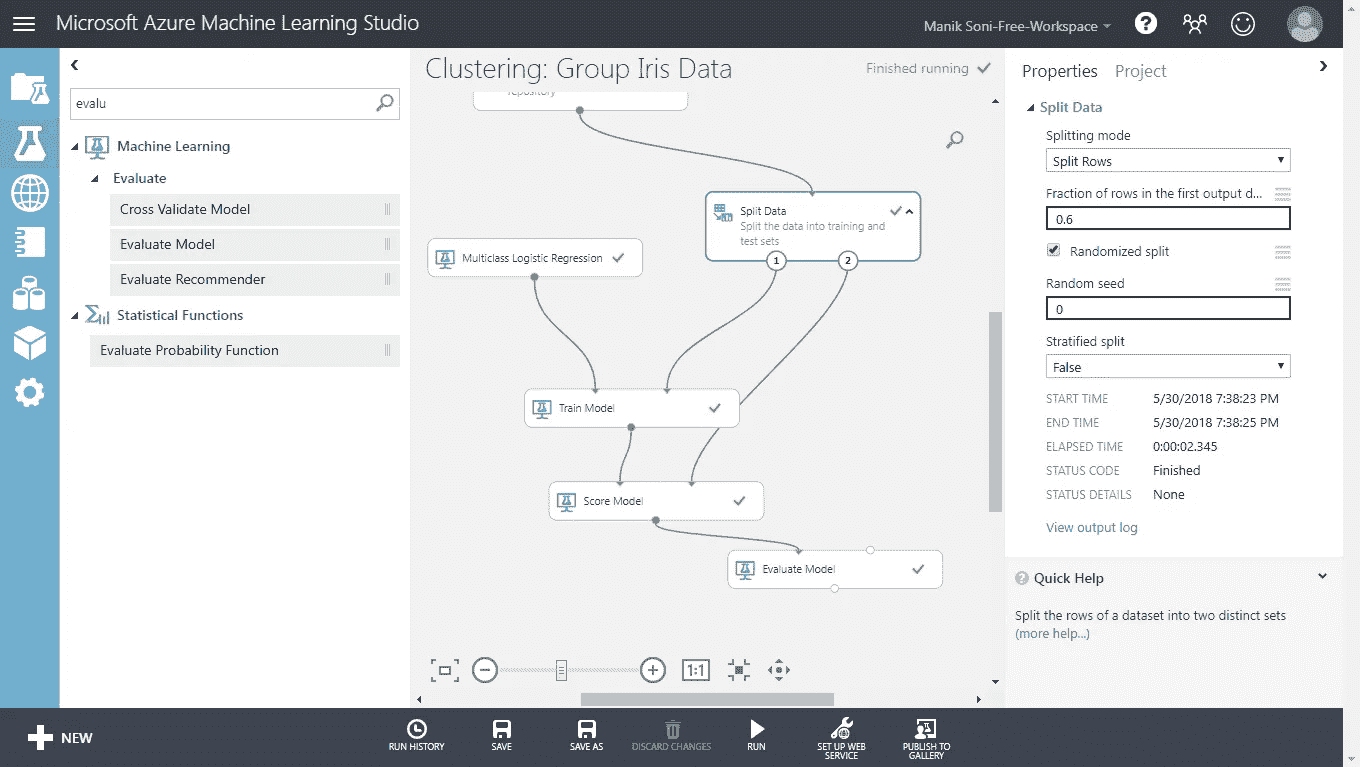 Microsoft Azure Machine Learning Studio
Manik Soni-Free-Workspace
?
evalu
Machine Learning
Evaluate
Cross Validate Model
Evaluate Model
Evaluate Recommender
Statistical Functions
Evaluate Probability Function
Clustering: Group Iris Data
Finished running
repository
Split Data
Split the data into training and
test sets
1
2
Multiclass Logistic Regression
Train Model
Score Model
Evaluate Model
1:1
Properties
Project
Split Data
Splitting mode
Split Rows
Fraction of rows in the first output d...
0.6
Randomized split
Random seed
0
Stratified split
False
START TIME 5/30/2018 7:38:23 PM
END TIME 5/30/2018 7:38:25 PM
ELAPSED TIME 0:00:02.345
STATUS CODE Finished
STATUS DETAILS None
View output log
? Quick Help
Split the rows of a dataset into two distinct sets
(more help...)
NEW
RUN HISTORY
SAVE
SAVE AS
DISCARD CHANGES
RUN
SET UP WEB
SERVICE
PUBLISH TO
GALLERY